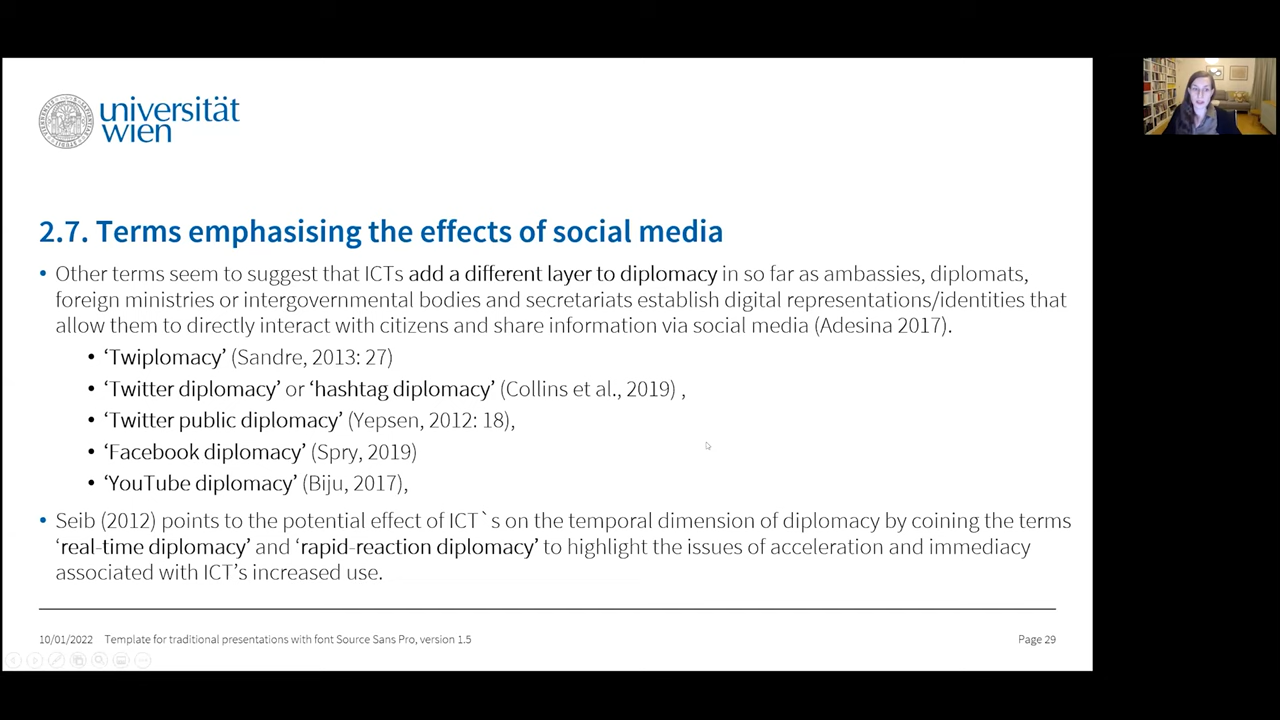 universität
wien
2.7. Terms emphasising the effects of social media
• Other terms seem to suggest that ICTs add a different layer to diplomacy in so far as ambassies, diplomats,
foreign ministries or intergovernmental bodies and secretariats establish digital representations/identities that
allow them to directly interact with citizens and share information via social media (Adesina 2017).
• ‘Twiplomacy’ (Sandre, 2013: 27)
• ‘Twitter diplomacy’ or ‘hashtag diplomacy’ (Collins et al., 2019) ,
• ‘Twitter public diplomacy’ (Yepsen, 2012: 18),
• ‘Facebook diplomacy’ (Spry, 2019)
• ‘YouTube diplomacy’ (Biju, 2017),
• Seib (2012) points to the potential effect of ICT`s on the temporal dimension of diplomacy by coining the terms
‘real-time diplomacy’ and ‘rapid-reaction diplomacy’ to highlight the issues of acceleration and immediacy
associated with ICT’s increased use.
10/01/2022 Template for traditional presentations with font Source Sans Pro, version 1.5 Page 29